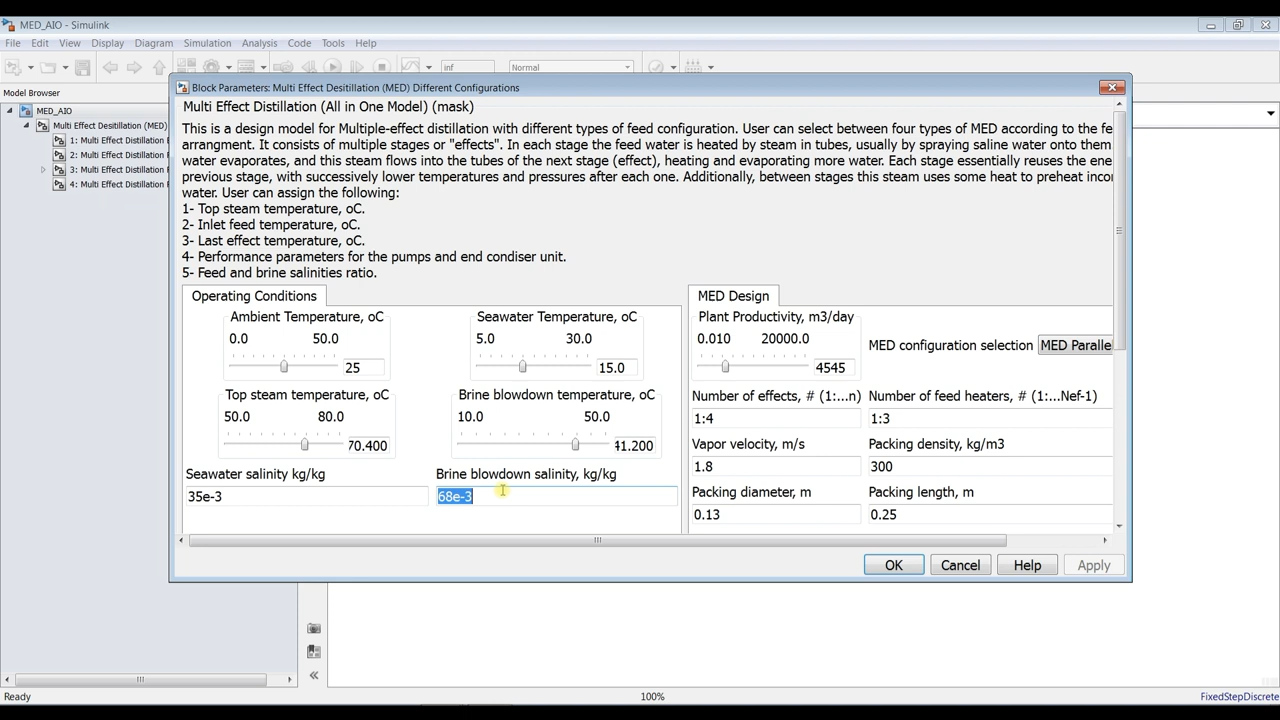 MED_AIO - Simulink
File Edit View Display Diagram Simulation Analysis Code Tools Help
inf Normal
Model Browser
MED_AIO
Multi Effect Desitillation (MED)
1: Multi Effect Distillation
2: Multi Effect Distillation
3: Multi Effect Distillation
4: Multi Effect Distillation
Block Parameters: Multi Effect Desitillation (MED) Different Configurations
Multi Effect Distillation (All in One Model) (mask)
This is a design model for Multiple-effect distillation with different types of feed configuration. User can select between four types of MED according to the fe
arrangment. It consists of multiple stages or "effects". In each stage the feed water is heated by steam in tubes, usually by spraying saline water onto them
water evaporates, and this steam flows into the tubes of the next stage (effect), heating and evaporating more water. Each stage essentially reuses the ene
previous stage, with successively lower temperatures and pressures after each one. Additionally, between stages this steam uses some heat to preheat incor
water. User can assign the following:
1- Top steam temperature, oC.
2- Inlet feed temperature, oC.
3- Last effect temperature, oC.
4- Performance parameters for the pumps and end condiser unit.
5- Feed and brine salinities ratio.
Operating Conditions
Ambient Temperature, oC
0.0 50.0
25
Seawater Temperature, oC
5.0 30.0
15.0
Top steam temperature, oC
50.0 80.0
70.400
Brine blowdown temperature, oC
10.0 50.0
41.200
Seawater salinity kg/kg
35e-3
Brine blowdown salinity, kg/kg
68e-3
MED Design
Plant Productivity, m3/day
0.010 20000.0
4545
MED configuration selection MED Paralle
Number of effects, # (1:...n)
1:4
Number of feed heaters, # (1:...Nef-1)
1:3
Vapor velocity, m/s
1.8
Packing density, kg/m3
300
Packing diameter, m
0.13
Packing length, m
0.25
OK Cancel Help Apply
Ready 100% FixedStepDiscrete